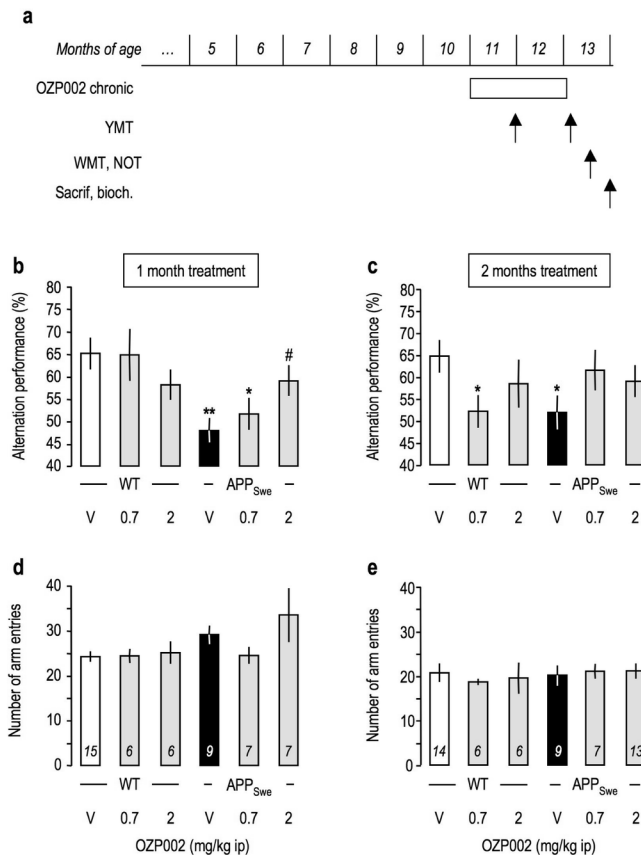 a
Months of age ... 5 6 7 8 9 10 11 12 13
OZP002 chronic
YMT
WMT, NOT
Sacrif, bioch.
b 1 month treatment
Alternation performance (%)
80
75
70
65
60
55
50
45
40
** * #
WT APPSwe
V 0.7 2 V 0.7 2
c 2 months treatment
Alternation performance (%)
80
75
70
65
60
55
50
45
40
* *
WT APPSwe
V 0.7 2 V 0.7 2
d
Number of arm entries
40
30
20
10
0
15 6 6 9 7 7
WT APPSwe
V 0.7 2 V 0.7 2
OZP002 (mg/kg ip)
e
Number of arm entries
40
30
20
10
0
14 6 6 9 7 13
WT APPSwe
V 0.7 2 V 0.7 2
OZP002 (mg/kg ip)